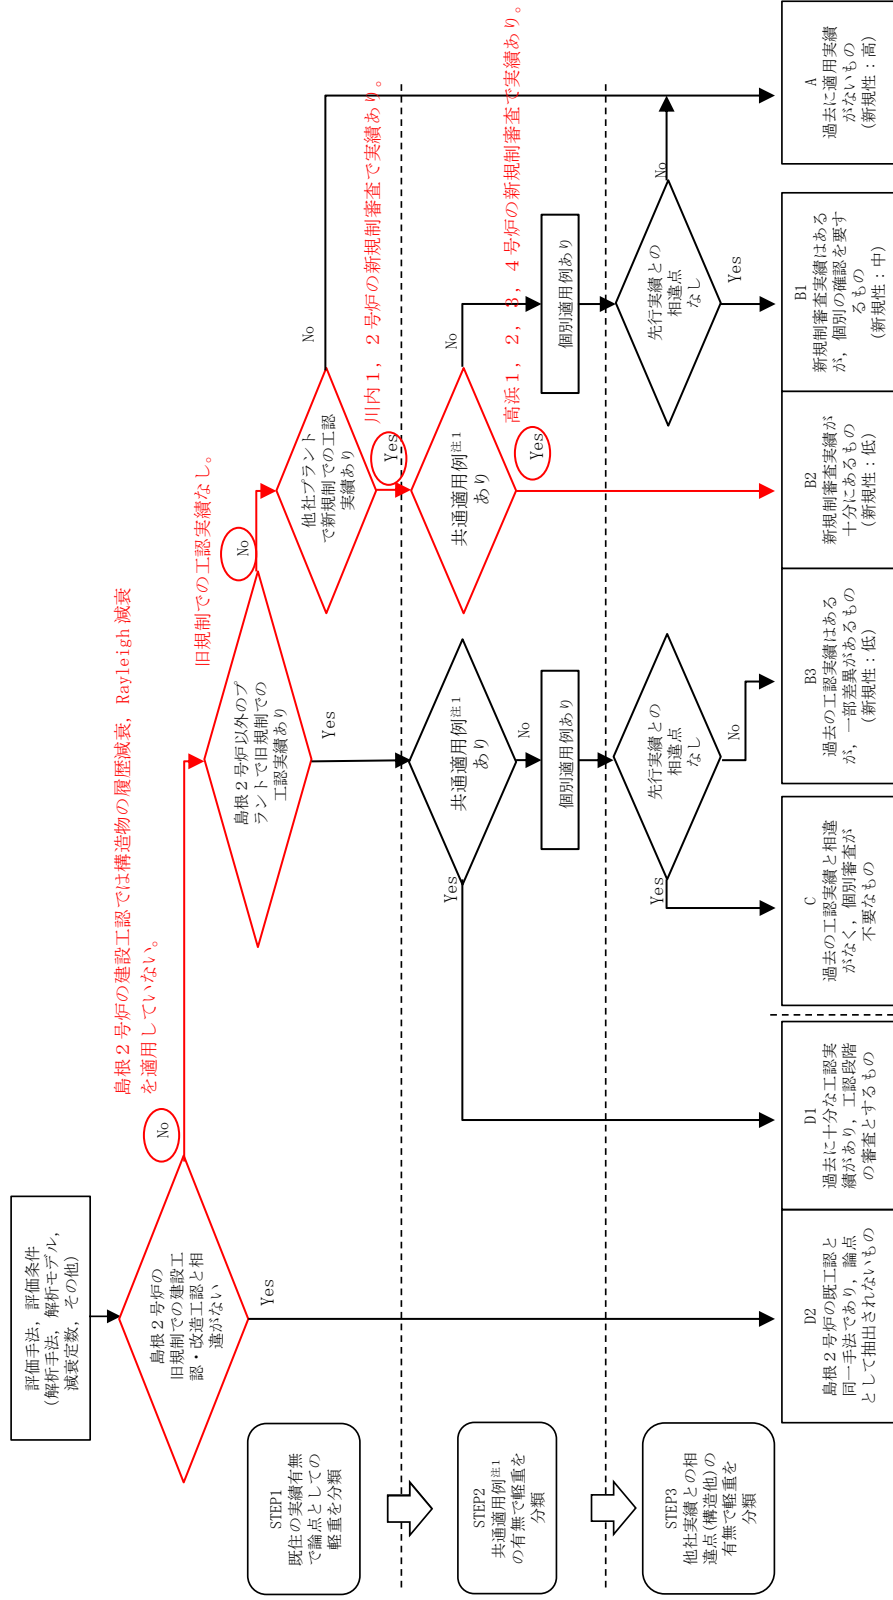 評価手法，評価条件
(解析手法，解析モデル，
減衰定数，その他)
島根２号炉の
旧規制での建設工
認・改造工認と相
違がない
No
Yes
島根２号炉の建設工認では構造物の履歴減衰，Rayleigh 減衰
を適用していない。
島根２号炉以外のプ
ラントで旧規制での
工認実績あり
No
Yes
旧規制での工認実績なし。
他社プラント
で新規制での工認
実績あり
No
Yes
川内１，２号炉の新規制審査で実績あり。
STEP1
既往の実績有無
で論点としての
軽重を分類
STEP2
共通適用例注1
の有無で軽重を
分類
STEP3
他社実績との相
違点(構造他)の
有無で軽重を
分類
共通適用例注1
あり
Yes
No
個別適用例あり
先行実績との
相違点
なし
Yes
No
共通適用例注1
あり
No
Yes
高浜１，２，３，４号炉の新規制審査で実績あり。
個別適用例あり
先行実績との
相違点
なし
No
Yes
D2
島根２号炉の既工認と
同一手法であり，論点
として抽出されないもの
D1
過去に十分な工認実
績があり，工認段階
の審査とするもの
C
過去の工認実績と相違
がなく，個別審査が
不要なもの
B3
過去の工認実績はある
が，一部差異があるもの
(新規性：低)
B2
新規制審査実績が
十分にあるもの
(新規性：低)
B1
新規制審査実績はある
が，個別の確認を要す
るもの
(新規性：中)
A
過去に適用実績
がないもの
(新規性：高)